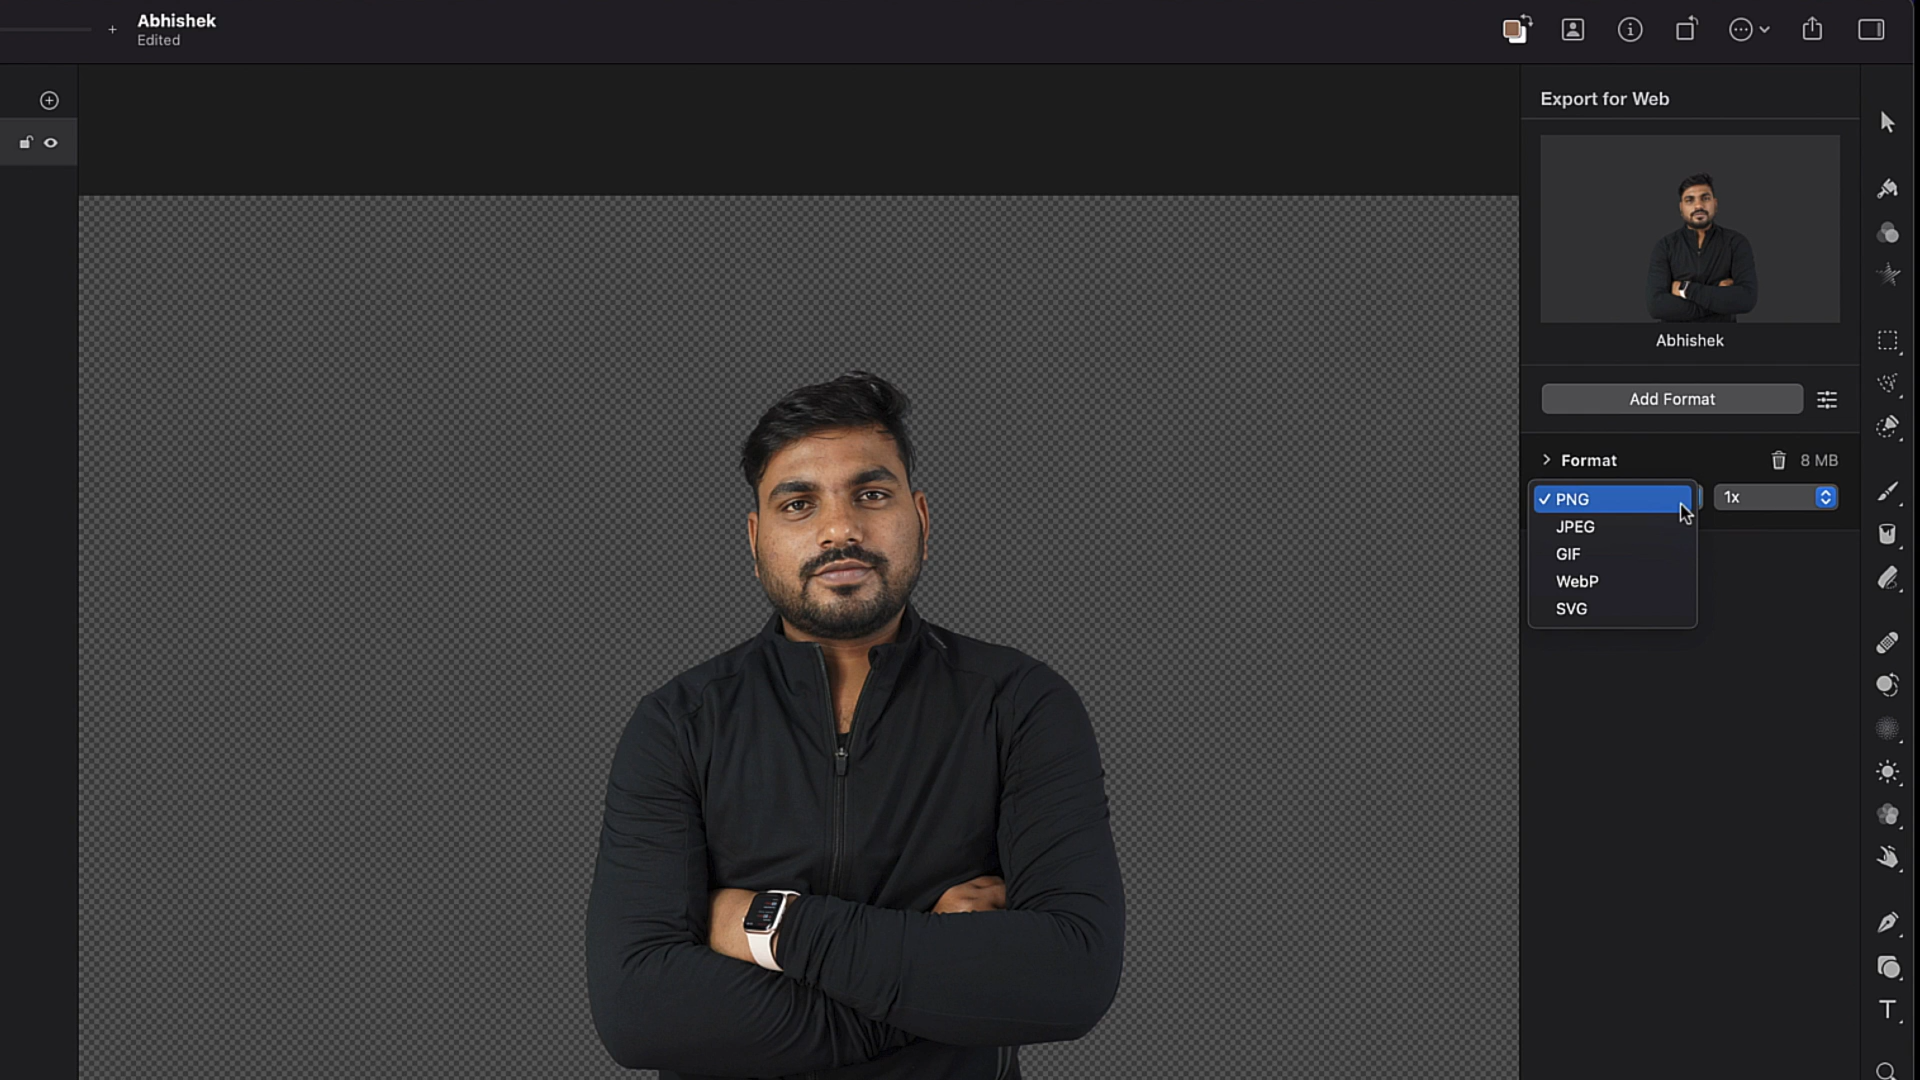 Abhishek
Edited
Export for Web
Abhishek
Add Format
Format
8 MB
PNG
1x
JPEG
GIF
WebP
SVG